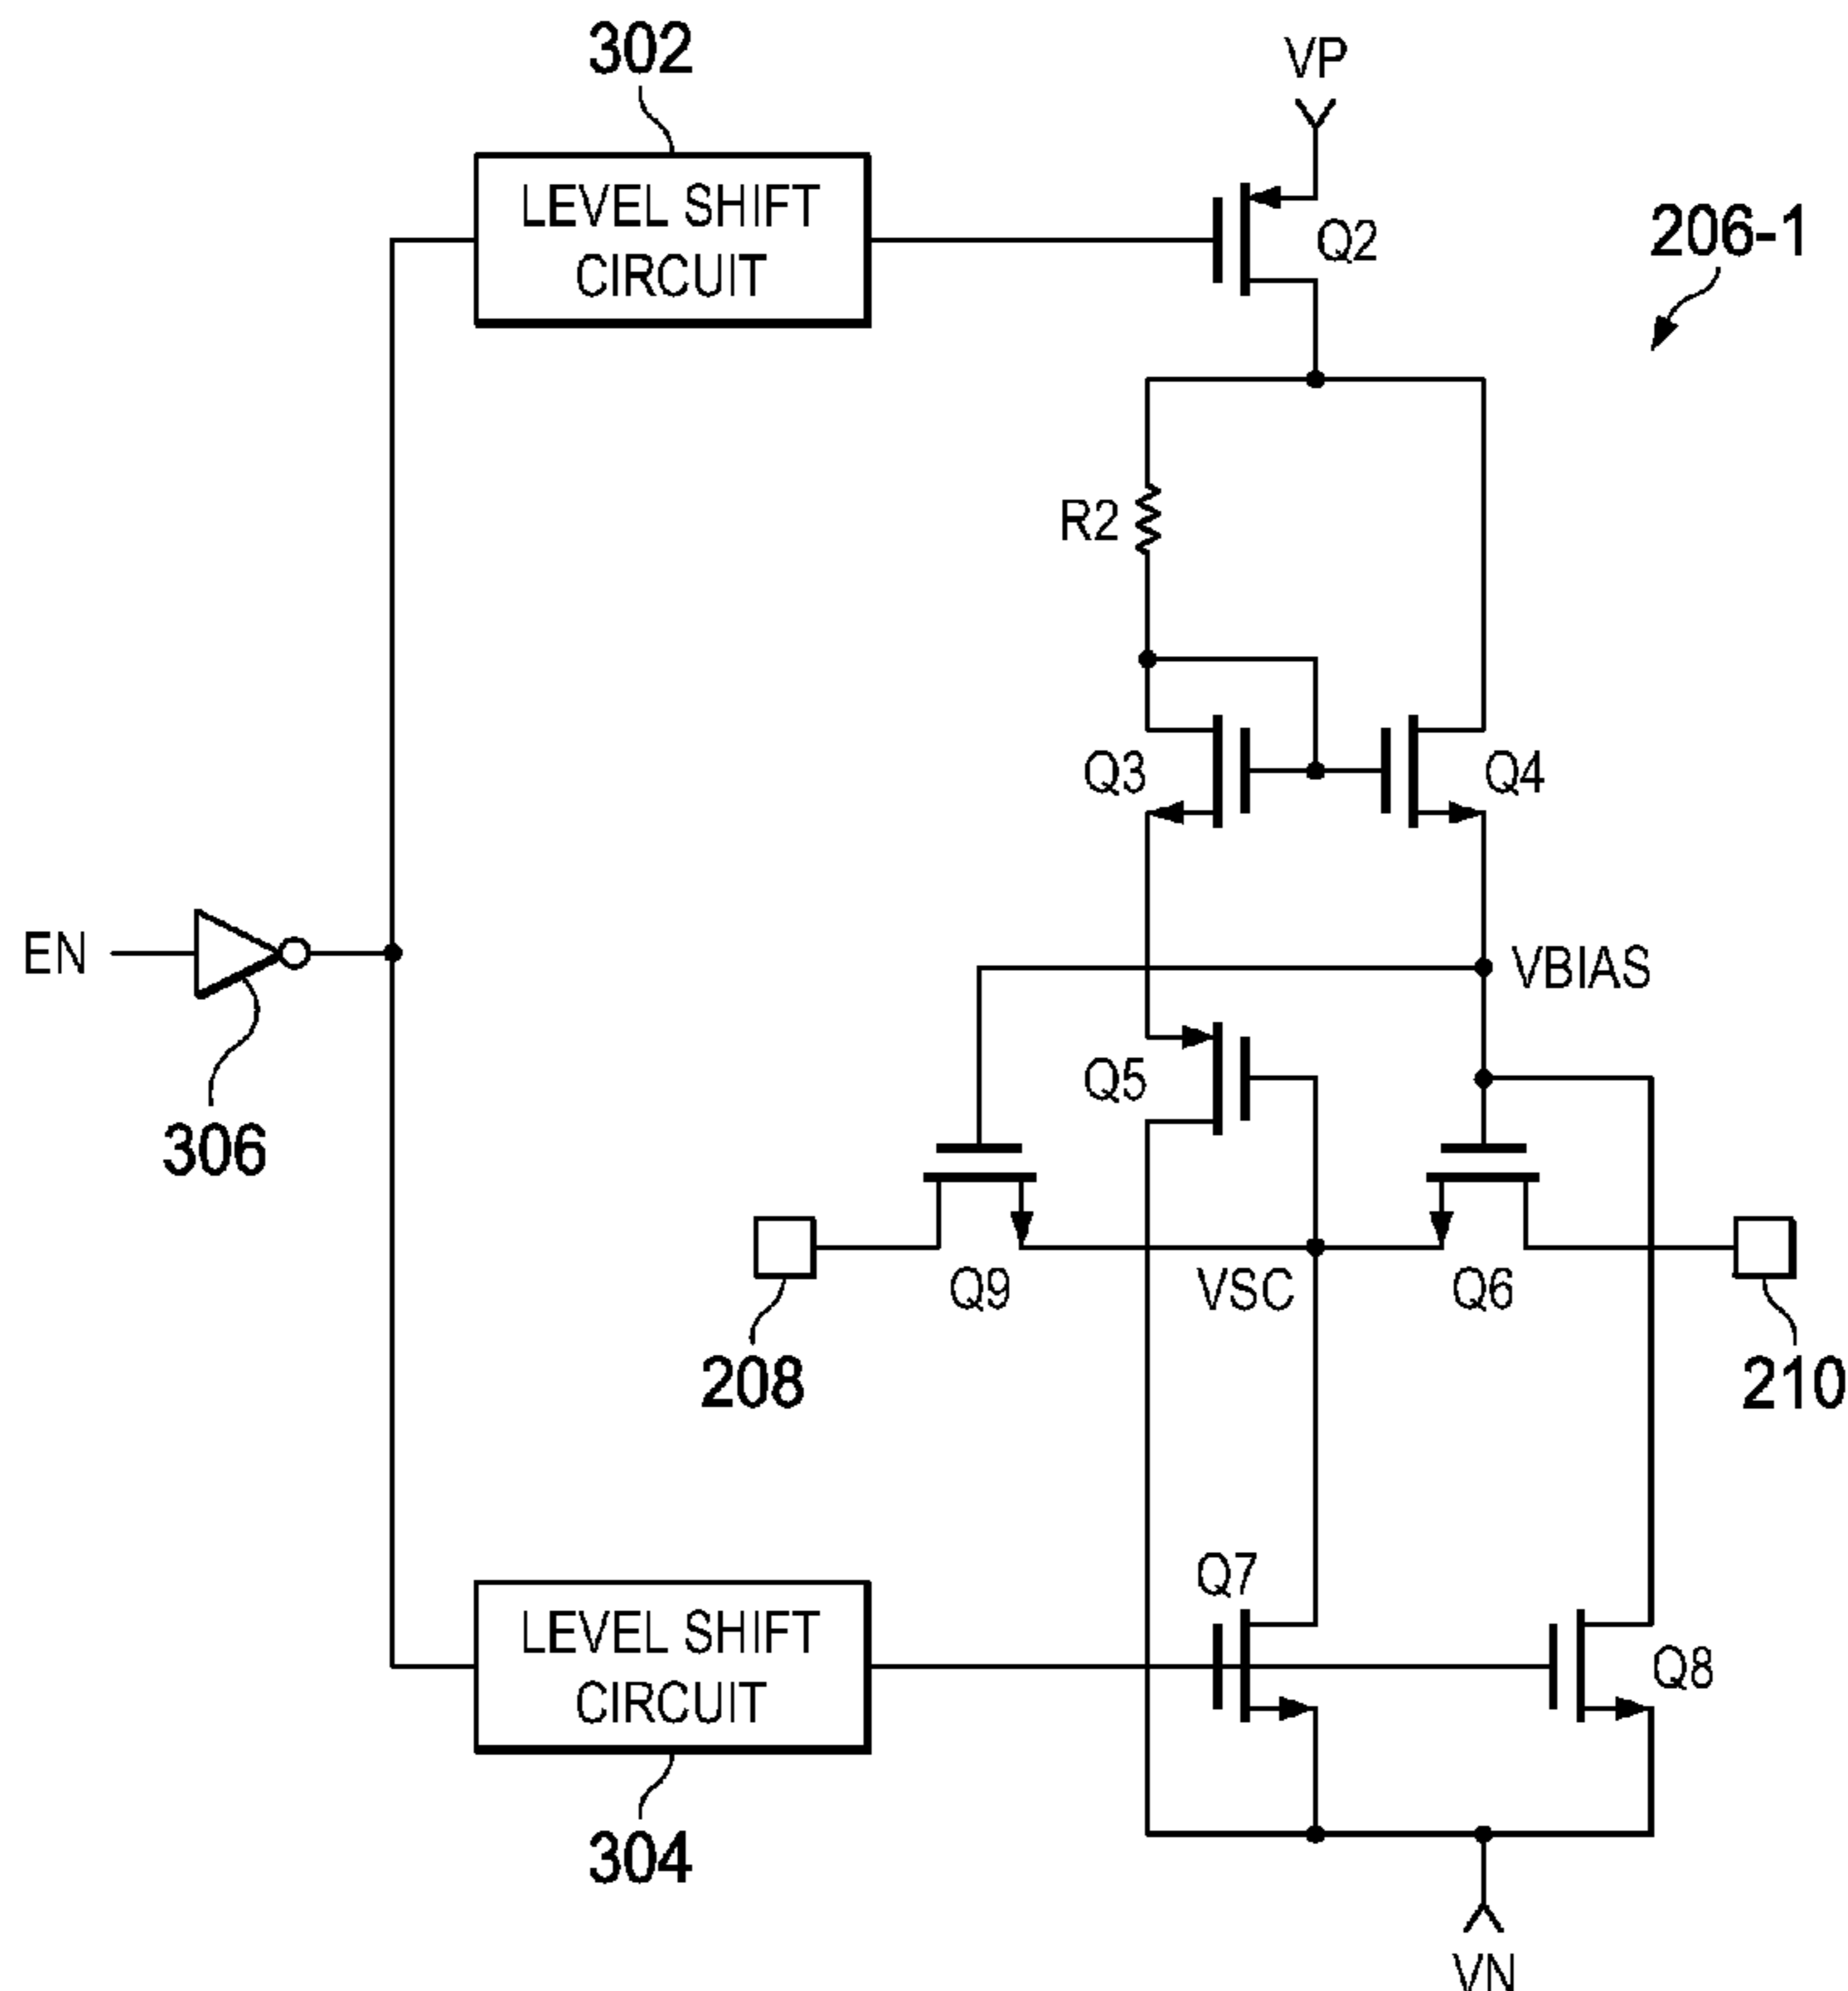 302
VP
LEVEL SHIFT
CIRCUIT
Q2
206-1
R2
Q3
Q4
EN
VBIAS
306
Q5
Q9
VSC
Q6
208
210
Q7
LEVEL SHIFT
CIRCUIT
Q8
304
VN